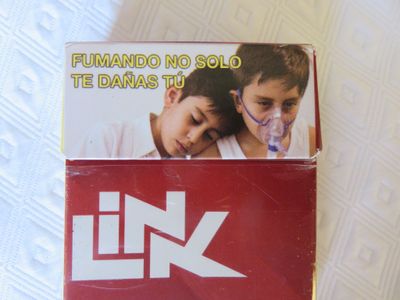 FUMANDO NO SOLO
TE DAÑAS TÚ
LINK